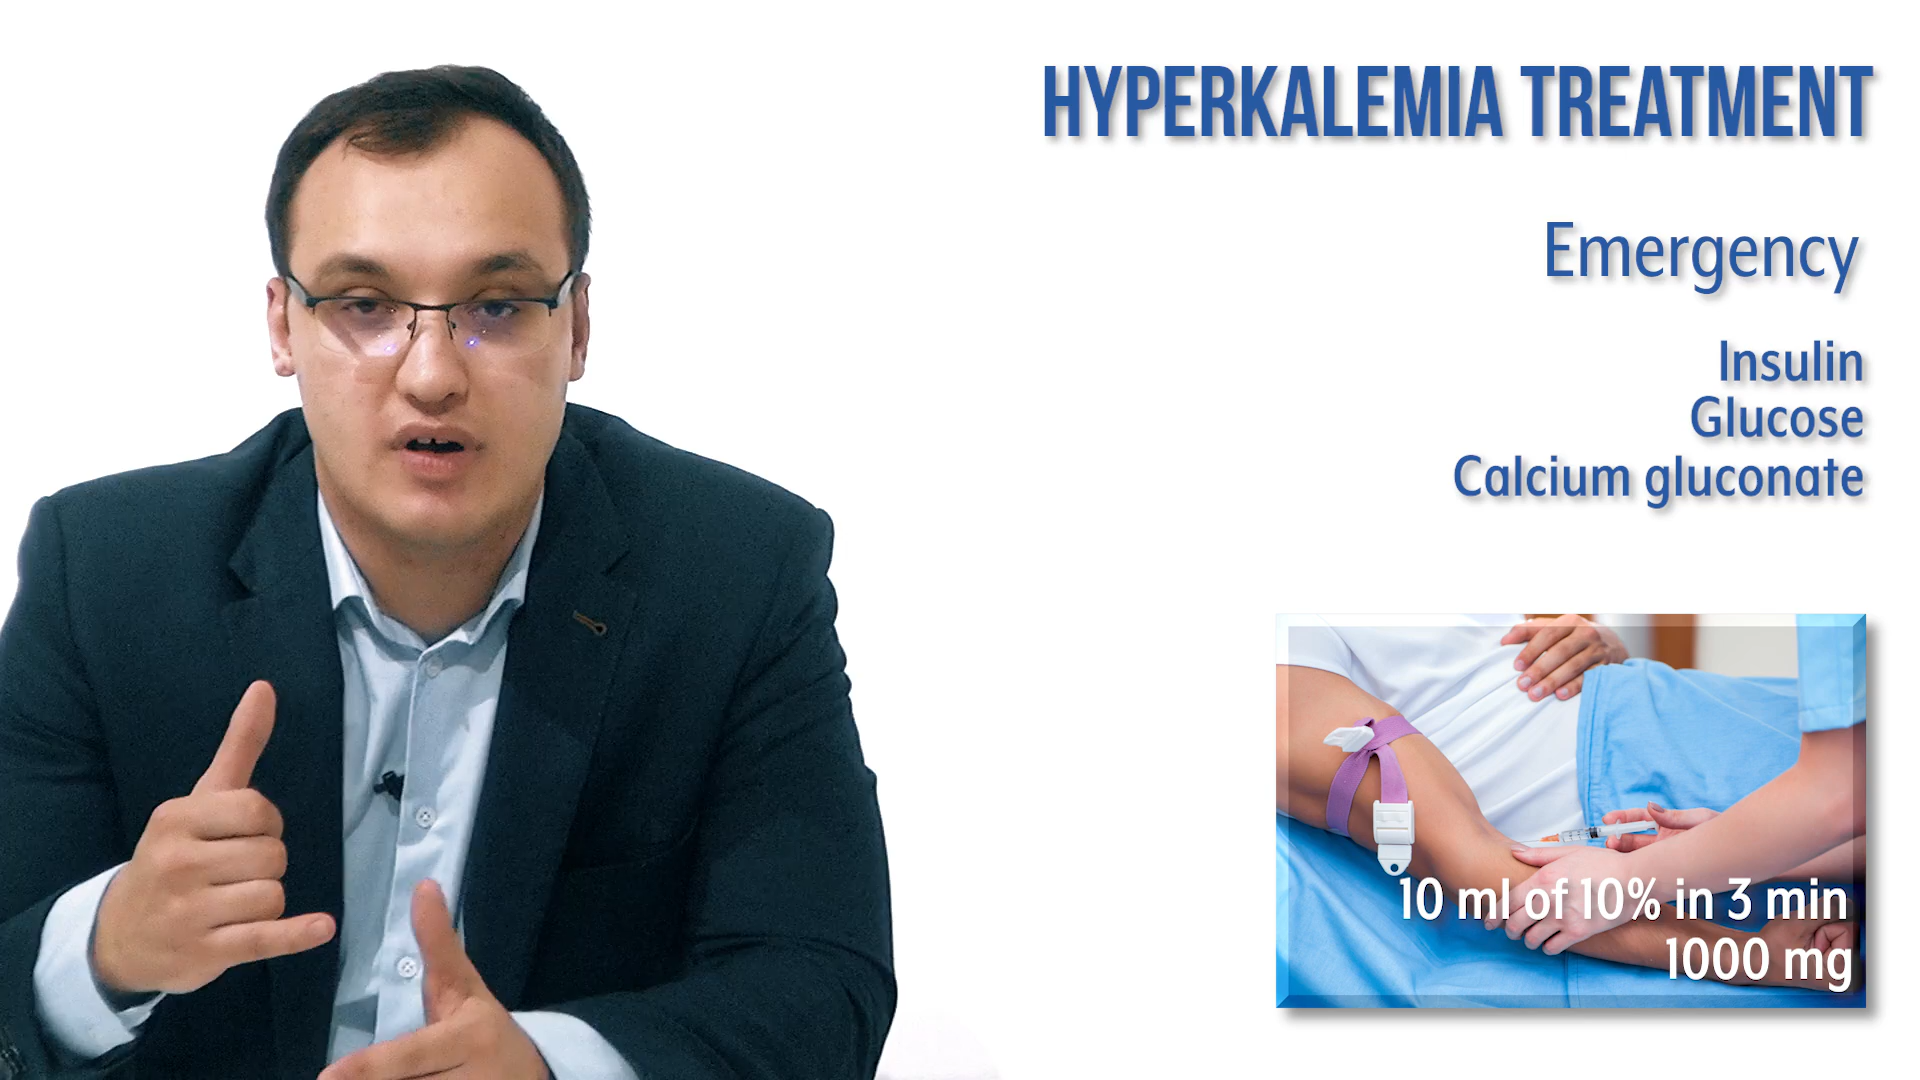 HYPERKALEMIA TREATMENT
Emergency
Insulin
Glucose
Calcium gluconate
10 ml of 10% in 3 min
1000 mg